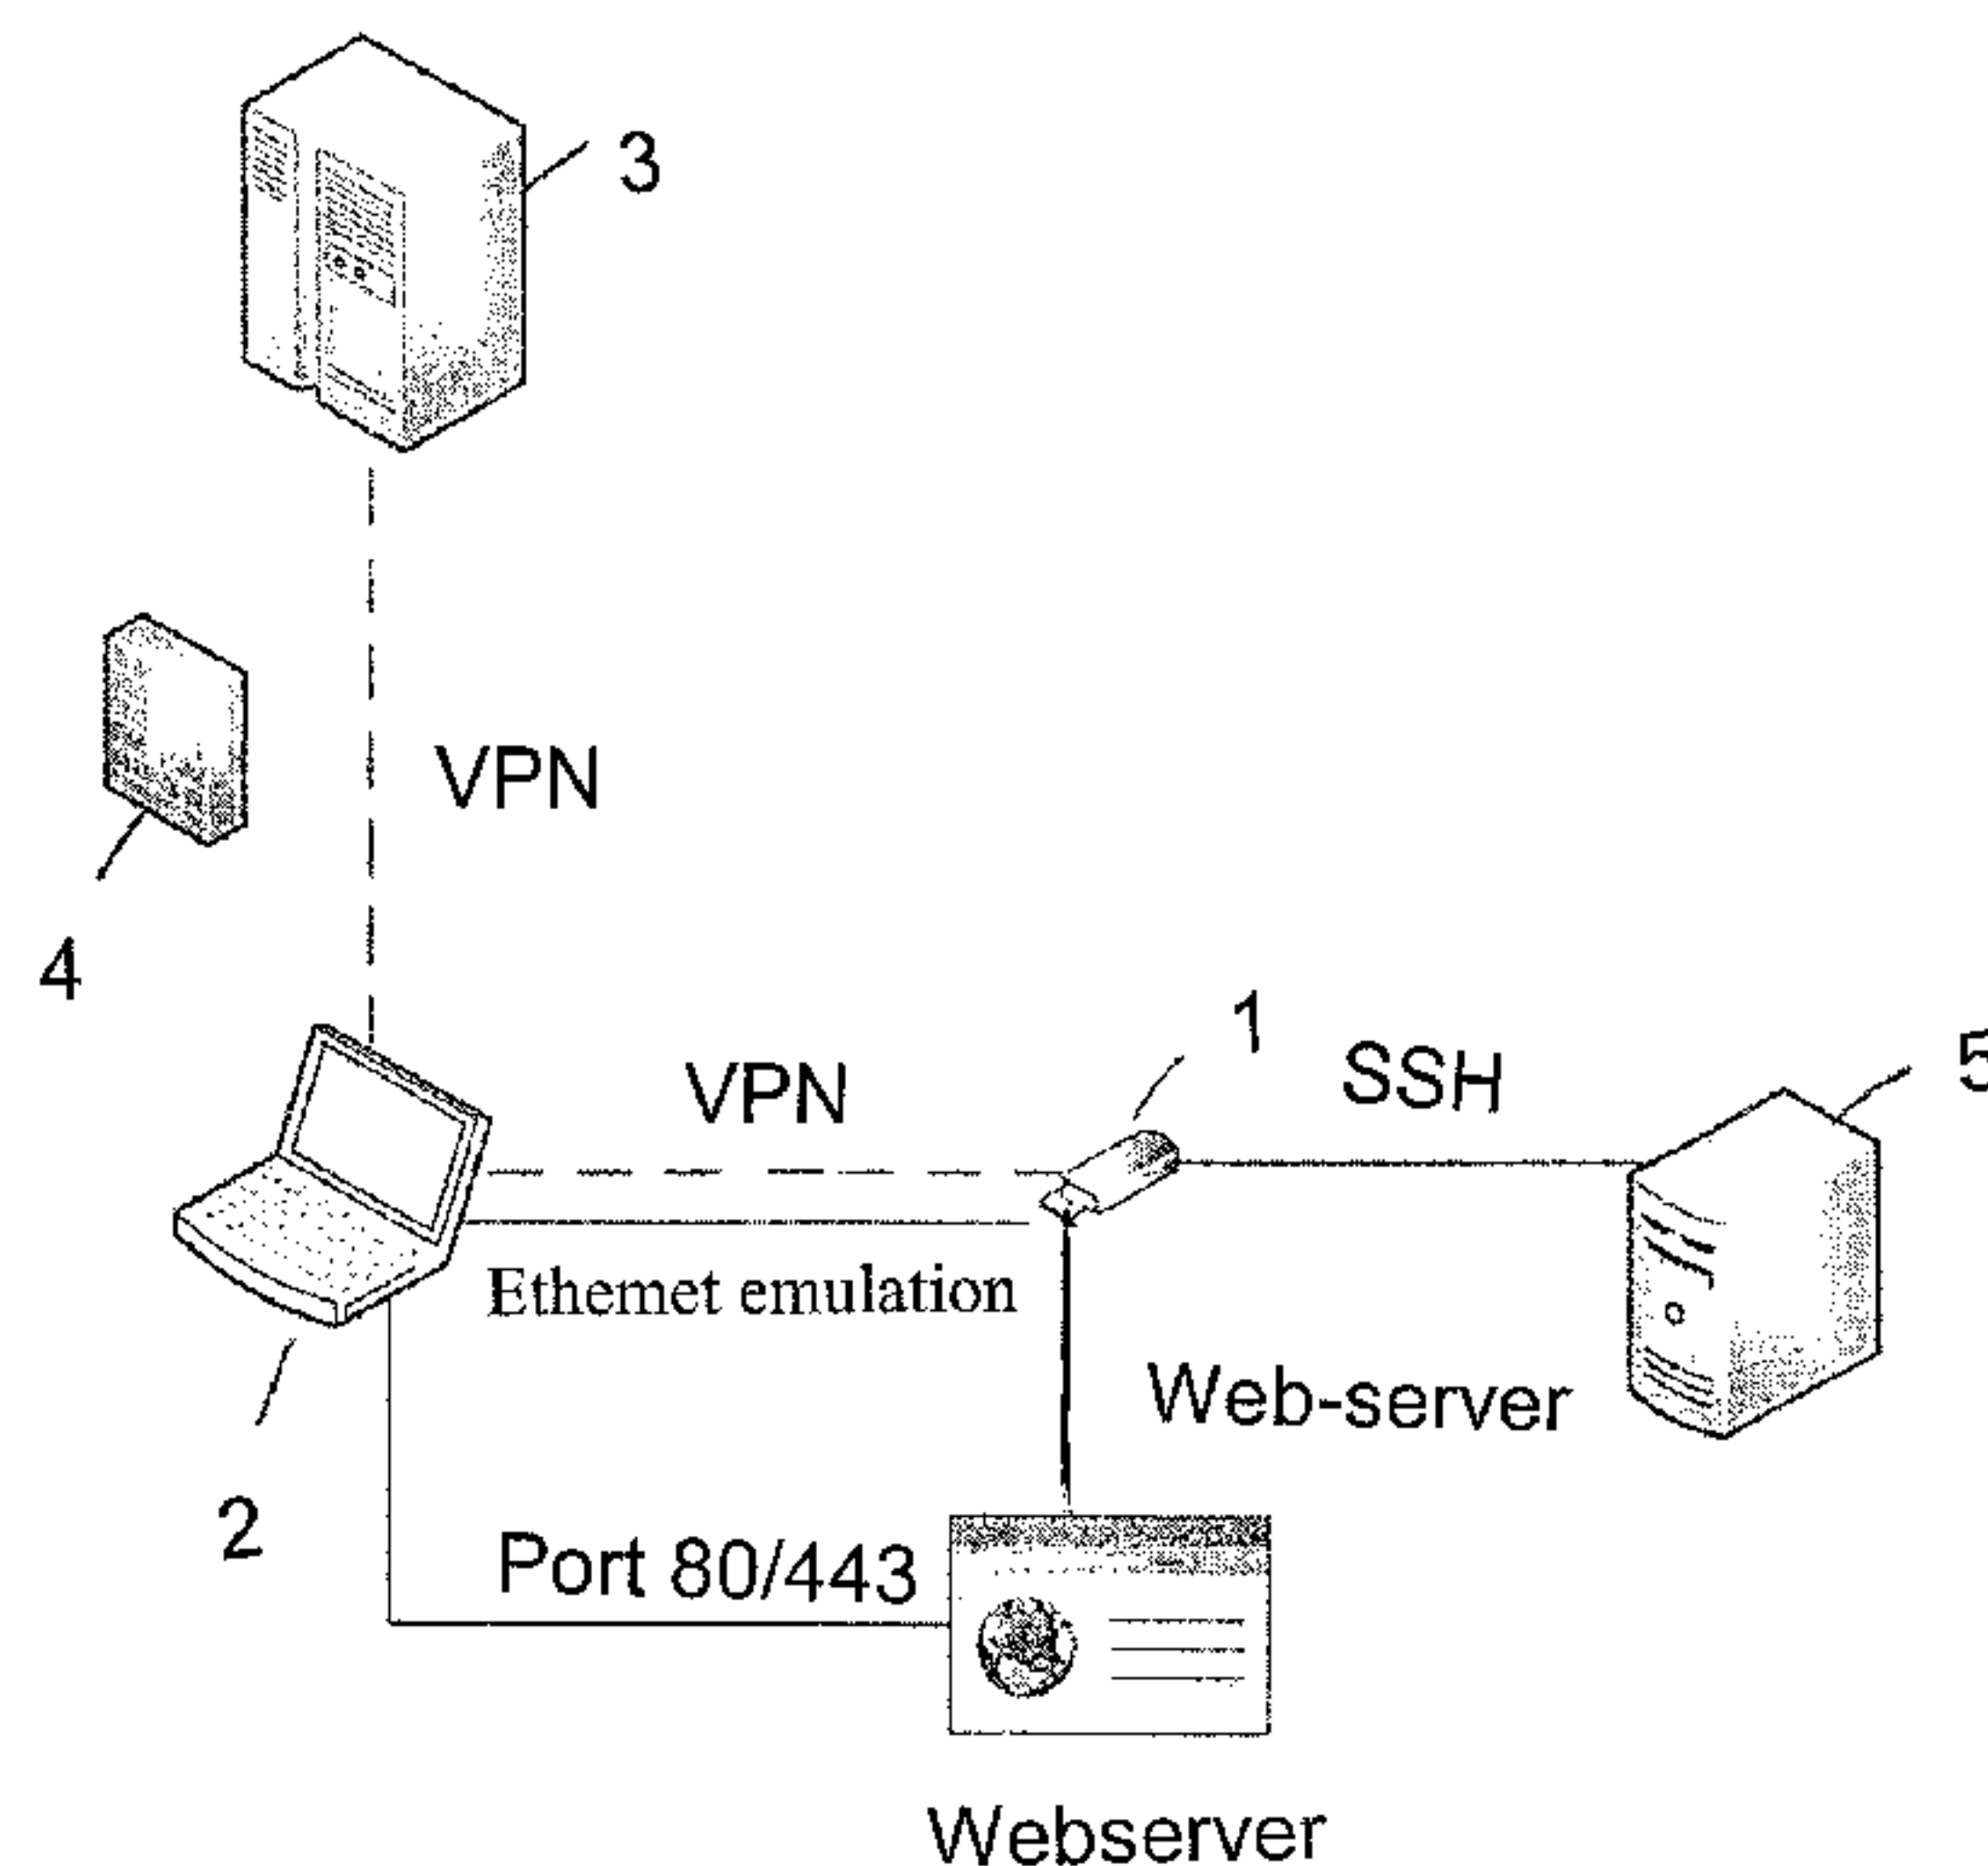 3
VPN
4
1
VPN
SSH
5
Ethemet emulation
Web-server
2
Port 80/443
Webserver